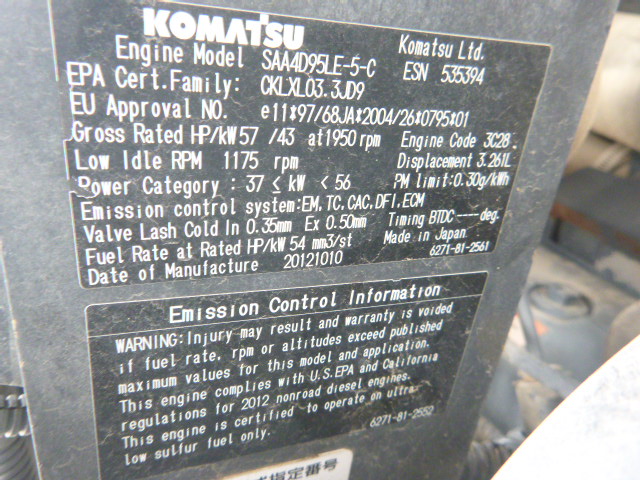 KOMATSU
Komatsu Ltd.
Engine Model SAA4D95LE-5-C ESN 535394
EPA Cert.Family: CKLXL03.3JD9
EU Approval NO. e11*97/68JA*2004/26*0795*01
Gross Rated HP/kW 57 /43 at1950 rpm Engine Code 3C28
Low Idle RPM 1175 rpm Displacement 3.261L
Power Category : 37 ≤ kW < 56 PM limit:0.30g/kWh
Emission control system:EM,TC,CAC,DFI,ECM
Valve Lash Cold In 0.35mm Ex 0.50mm Timing BTDC ----deg.
Fuel Rate at Rated HP/kW 54 mm3/st Made in Japan
Date of Manufacture 20121010 6271-81-2561
Emission Control Information
WARNING:Injury may result and warranty is voided
if fuel rate, rpm or altitudes exceed published
maximum values for this model and application.
This engine complies with U.S.EPA and California
regulations for 2012 nonroad diesel engines.
This engine is certified to operate on ultra-
low sulfur fuel only. 6271-81-2552
指定番号